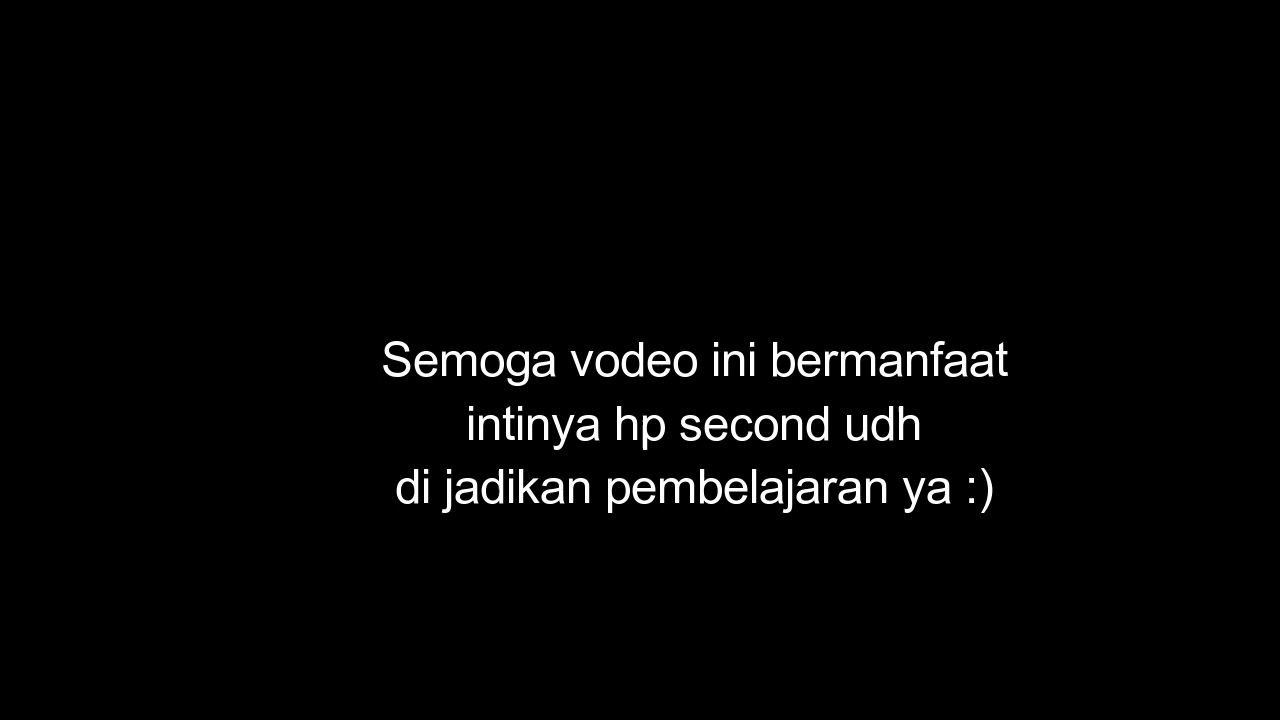 Semoga vodeo ini bermanfaat
intinya hp second udh
di jadikan pembelajaran ya :)